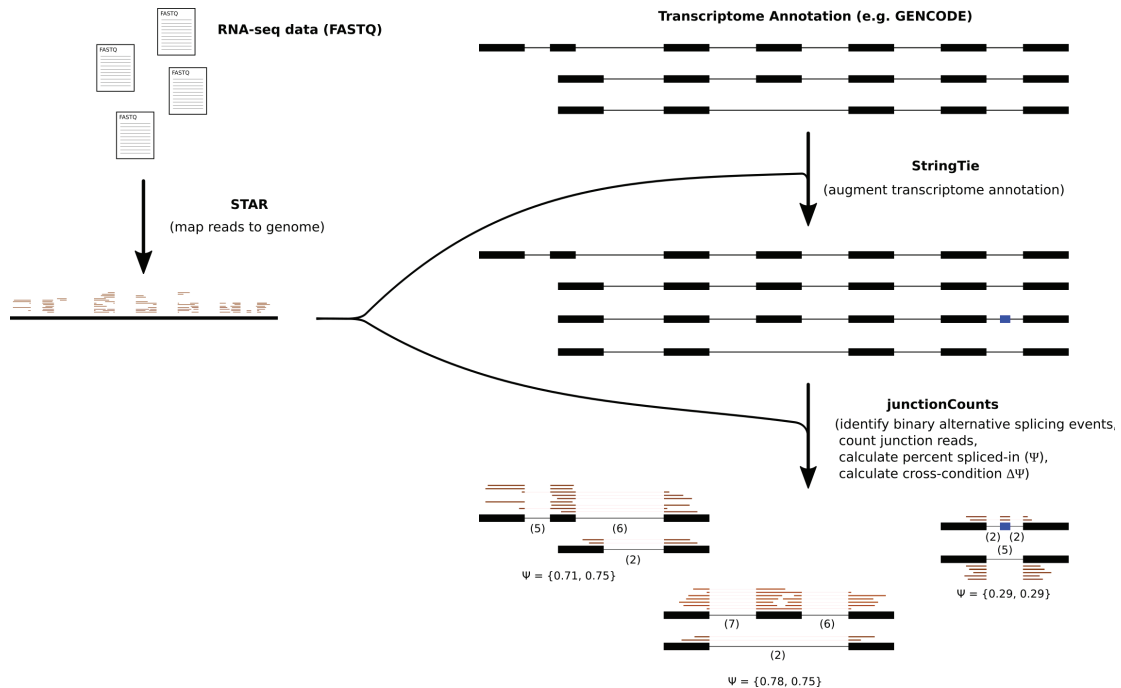 RNA-seq data (FASTQ)
FASTQ
FASTQ
FASTQ
FASTQ
STAR
(map reads to genome)
Transcriptome Annotation (e.g. GENCODE)
StringTie
(augment transcriptome annotation)
junctionCounts
(identify binary alternative splicing events,
count junction reads,
calculate percent spliced-in (Ψ),
calculate cross-condition ΔΨ)
(5) (6)
(2)
Ψ = {0.71, 0.75}
(7) (6)
(2)
Ψ = {0.78, 0.75}
(2) (2)
(5)
Ψ = {0.29, 0.29}